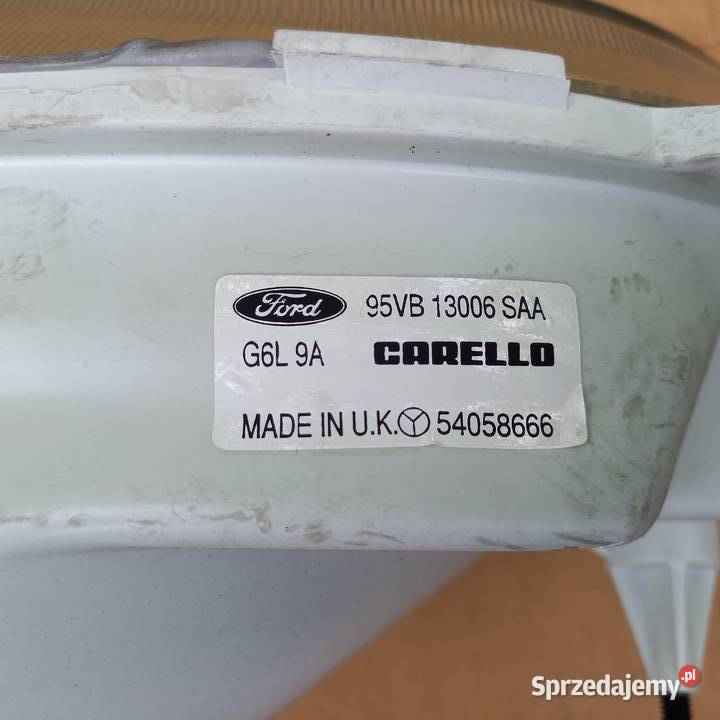 Ford 95VB 13006 SAA
G6L 9A CARELLO
MADE IN U.K. 54058666
Sprzedajemy.pl